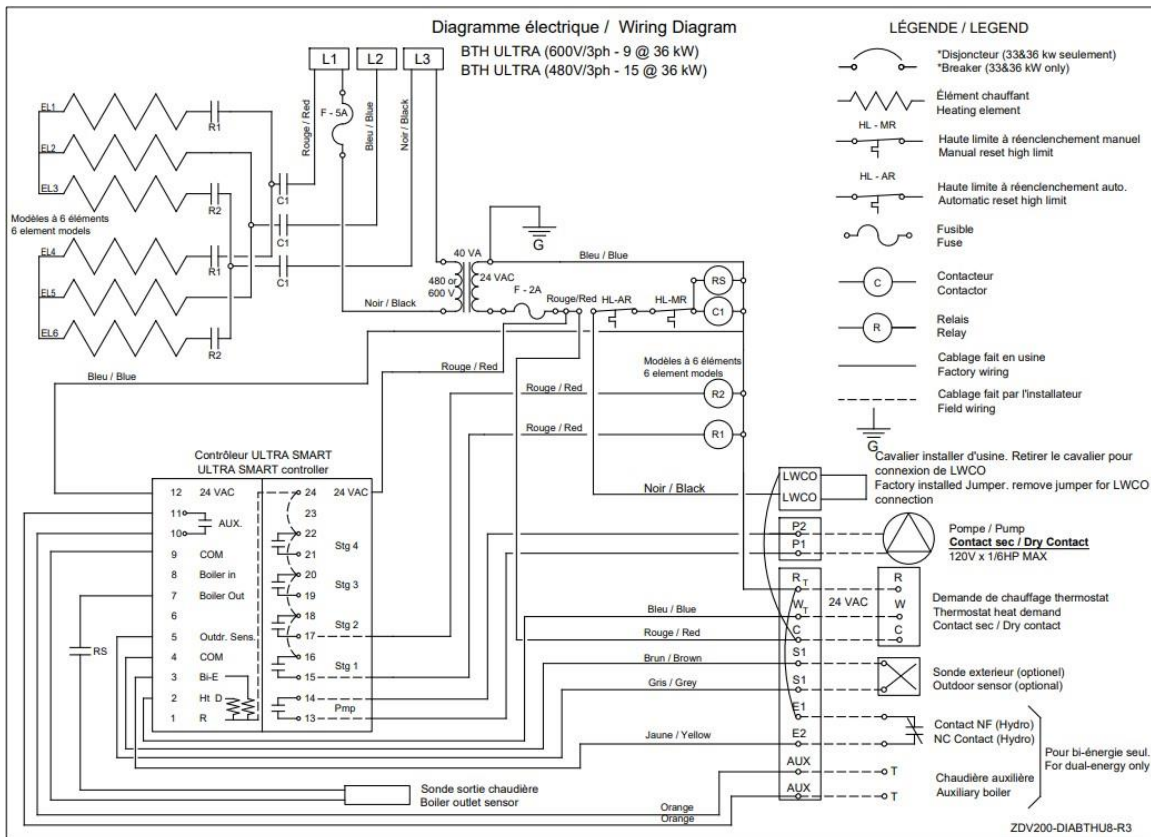 Diagramme électrique / Wiring Diagram
BTH ULTRA (600V/3ph - 9 @ 36 kW)
BTH ULTRA (480V/3ph - 15 @ 36 kW)
LÉGENDE / LEGEND
*Disjoncteur (33&36 kw seulement)
*Breaker (33&36 kW only)
Élément chauffant
Heating element
HL - MR
Haute limite à réenclenchement manuel
Manual reset high limit
HL - AR
Haute limite à réenclenchement auto.
Automatic reset high limit
Fusible
Fuse
C
Contacteur
Contactor
R
Relais
Relay
Cablage fait en usine
Factory wiring
Cablage fait par l'installateur
Field wiring
G
L1
L2
L3
F - 5A
Rouge / Red
Bleu / Blue
Noir / Black
EL1
R1
EL2
EL3
R2
C1
C1
C1
Modèles à 6 éléments
6 element models
EL4
R1
EL5
EL6
R2
G
40 VA
480 or
600 V
24 VAC
Bleu / Blue
F - 2A
Rouge/Red
HL-AR
HL-MR
RS
C1
Noir / Black
Bleu / Blue
Rouge / Red
Modèles à 6 éléments
6 element models
Rouge / Red
R2
Rouge / Red
R1
Contrôleur ULTRA SMART
ULTRA SMART controller
12 24 VAC
11
10
AUX.
9 COM
8 Boiler in
7 Boiler Out
6
5 Outdr. Sens.
4 COM
3 Bi-E
2 Ht D
1 R
24 24 VAC
23
22
21
Stg 4
20
19
Stg 3
18
17
Stg 2
16
15
Stg 1
14
13
Pmp
RS
Noir / Black
LWCO
LWCO
Cavalier installer d'usine. Retirer le cavalier pour
connexion de LWCO
Factory installed Jumper. remove jumper for LWCO
connection
P2
P1
Pompe / Pump
Contact sec / Dry Contact
120V x 1/6HP MAX
RT
WT
C
24 VAC
R
W
C
Demande de chauffage thermostat
Thermostat heat demand
Contact sec / Dry contact
Bleu / Blue
Rouge / Red
Brun / Brown
S1
Gris / Grey
S1
Sonde exterieur (optionel)
Outdoor sensor (optional)
E1
Jaune / Yellow
E2
Contact NF (Hydro)
NC Contact (Hydro)
Pour bi-énergie seul.
For dual-energy only
AUX
T
AUX
T
Chaudière auxilière
Auxiliary boiler
Sonde sortie chaudière
Boiler outlet sensor
Orange
Orange
ZDV200-DIABTHU8-R3